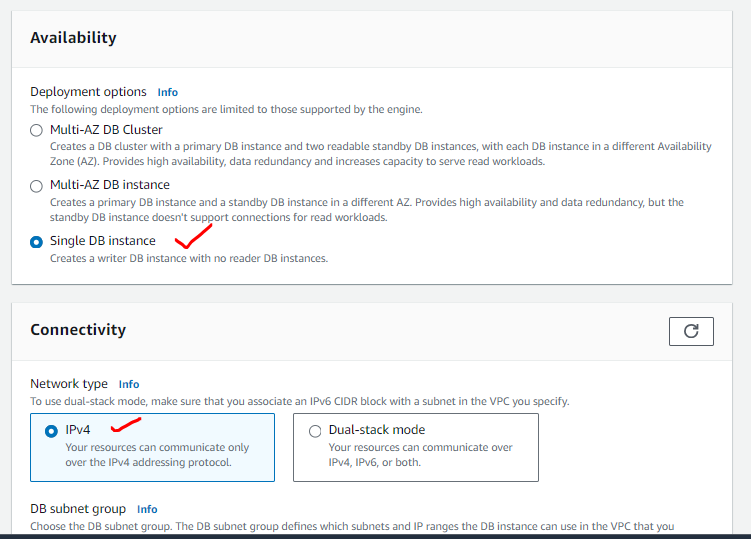 Availability
Deployment options Info
The following deployment options are limited to those supported by the engine.
Multi-AZ DB Cluster
Creates a DB cluster with a primary DB instance and two readable standby DB instances, with each DB instance in a different Availability
Zone (AZ). Provides high availability, data redundancy and increases capacity to serve read workloads.
Multi-AZ DB instance
Creates a primary DB instance and a standby DB instance in a different AZ. Provides high availability and data redundancy, but the
standby DB instance doesn't support connections for read workloads.
Single DB instance
Creates a writer DB instance with no reader DB instances.
Connectivity
Network type Info
To use dual-stack mode, make sure that you associate an IPv6 CIDR block with a subnet in the VPC you specify.
IPv4
Your resources can communicate only
over the IPv4 addressing protocol.
Dual-stack mode
Your resources can communicate over
IPv4, IPv6, or both.
DB subnet group Info
Choose the DB subnet group. The DB subnet group defines which subnets and IP ranges the DB instance can use in the VPC that you